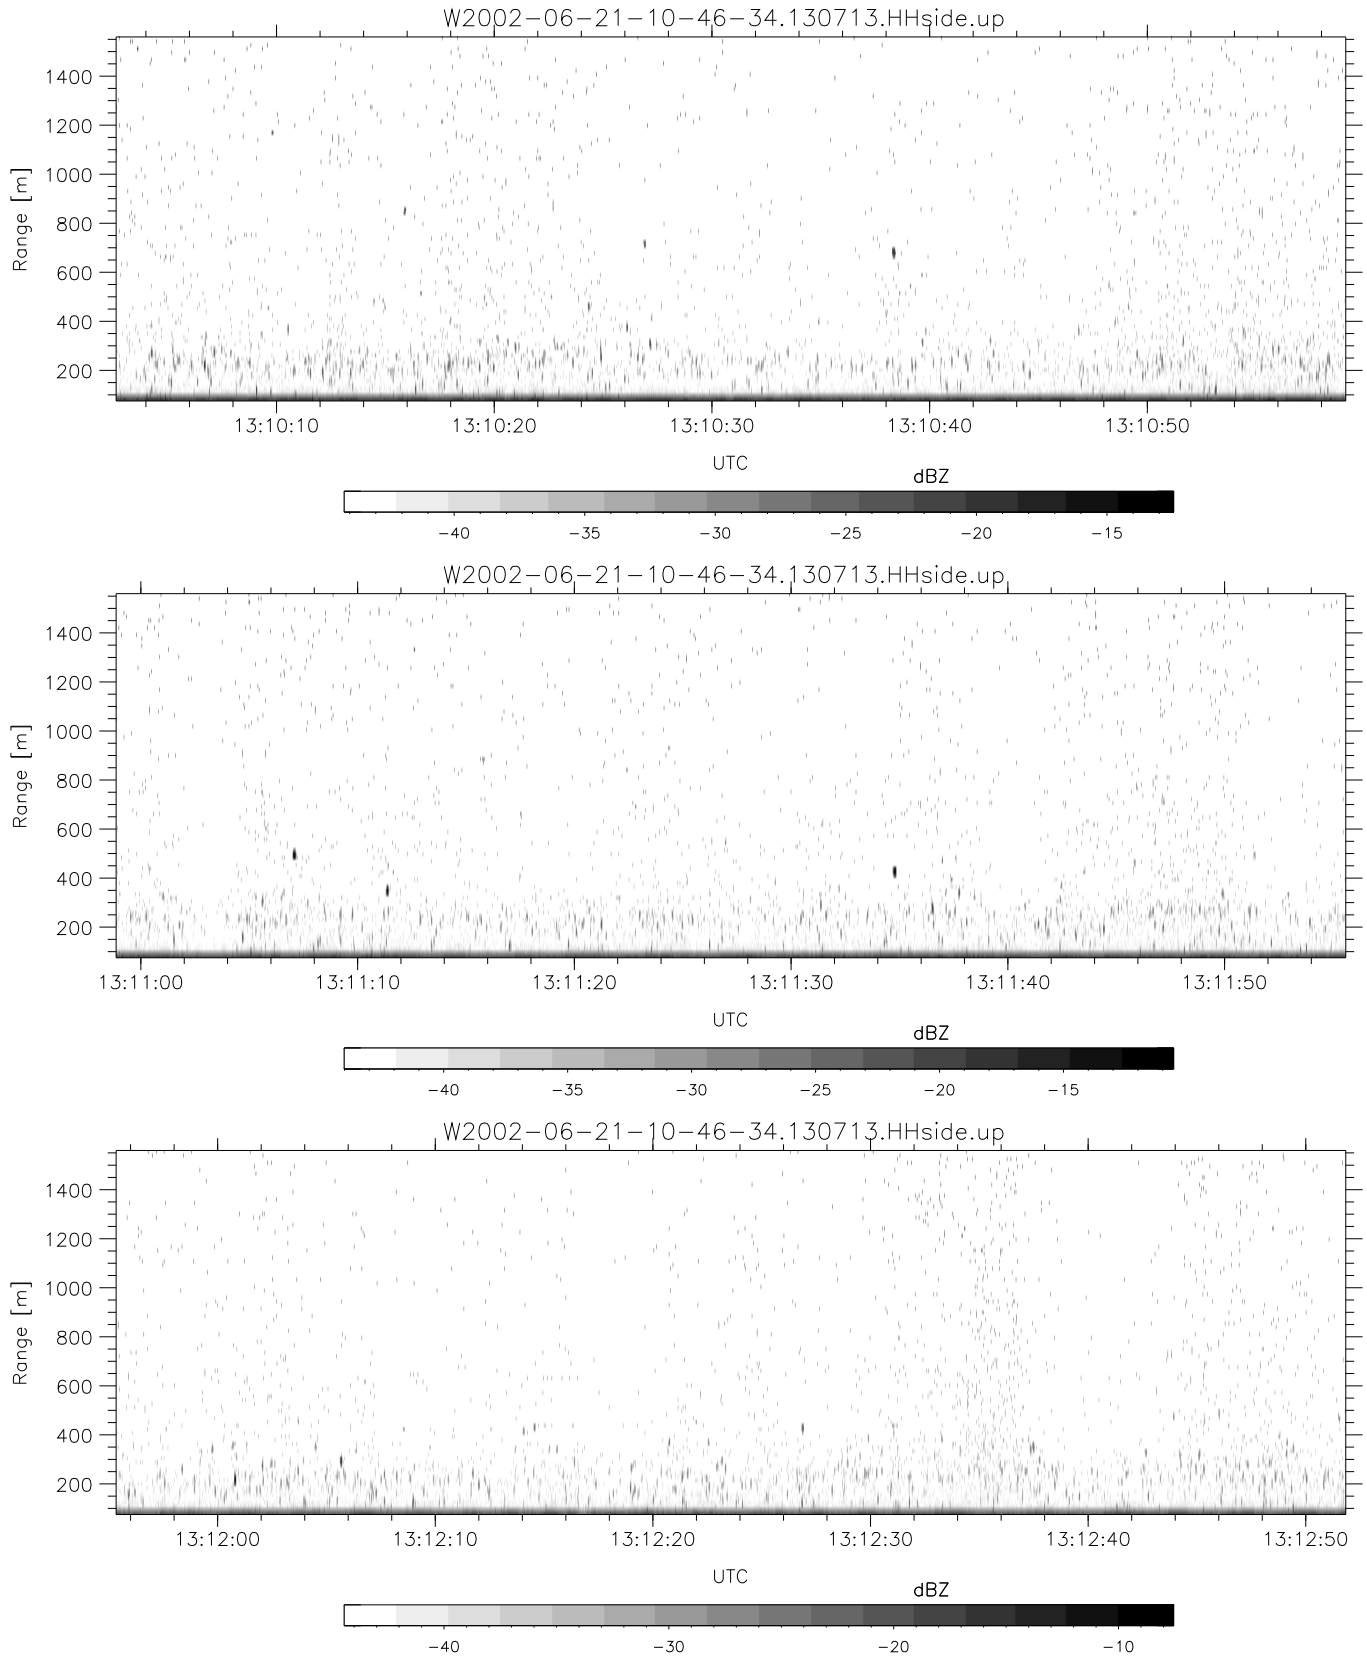 W2002-06-21-10-46-34.130713.HHside.up
1400
1200
1000
800
600
400
200
Range [m]
13:10:10 13:10:20 13:10:30 13:10:40 13:10:50
UTC
dBZ
-40 -35 -30 -25 -20 -15
W2002-06-21-10-46-34.130713.HHside.up
1400
1200
1000
800
600
400
200
Range [m]
13:11:00 13:11:10 13:11:20 13:11:30 13:11:40 13:11:50
UTC
dBZ
-40 -35 -30 -25 -20 -15
W2002-06-21-10-46-34.130713.HHside.up
1400
1200
1000
800
600
400
200
Range [m]
13:12:00 13:12:10 13:12:20 13:12:30 13:12:40 13:12:50
UTC
dBZ
-40 -30 -20 -10